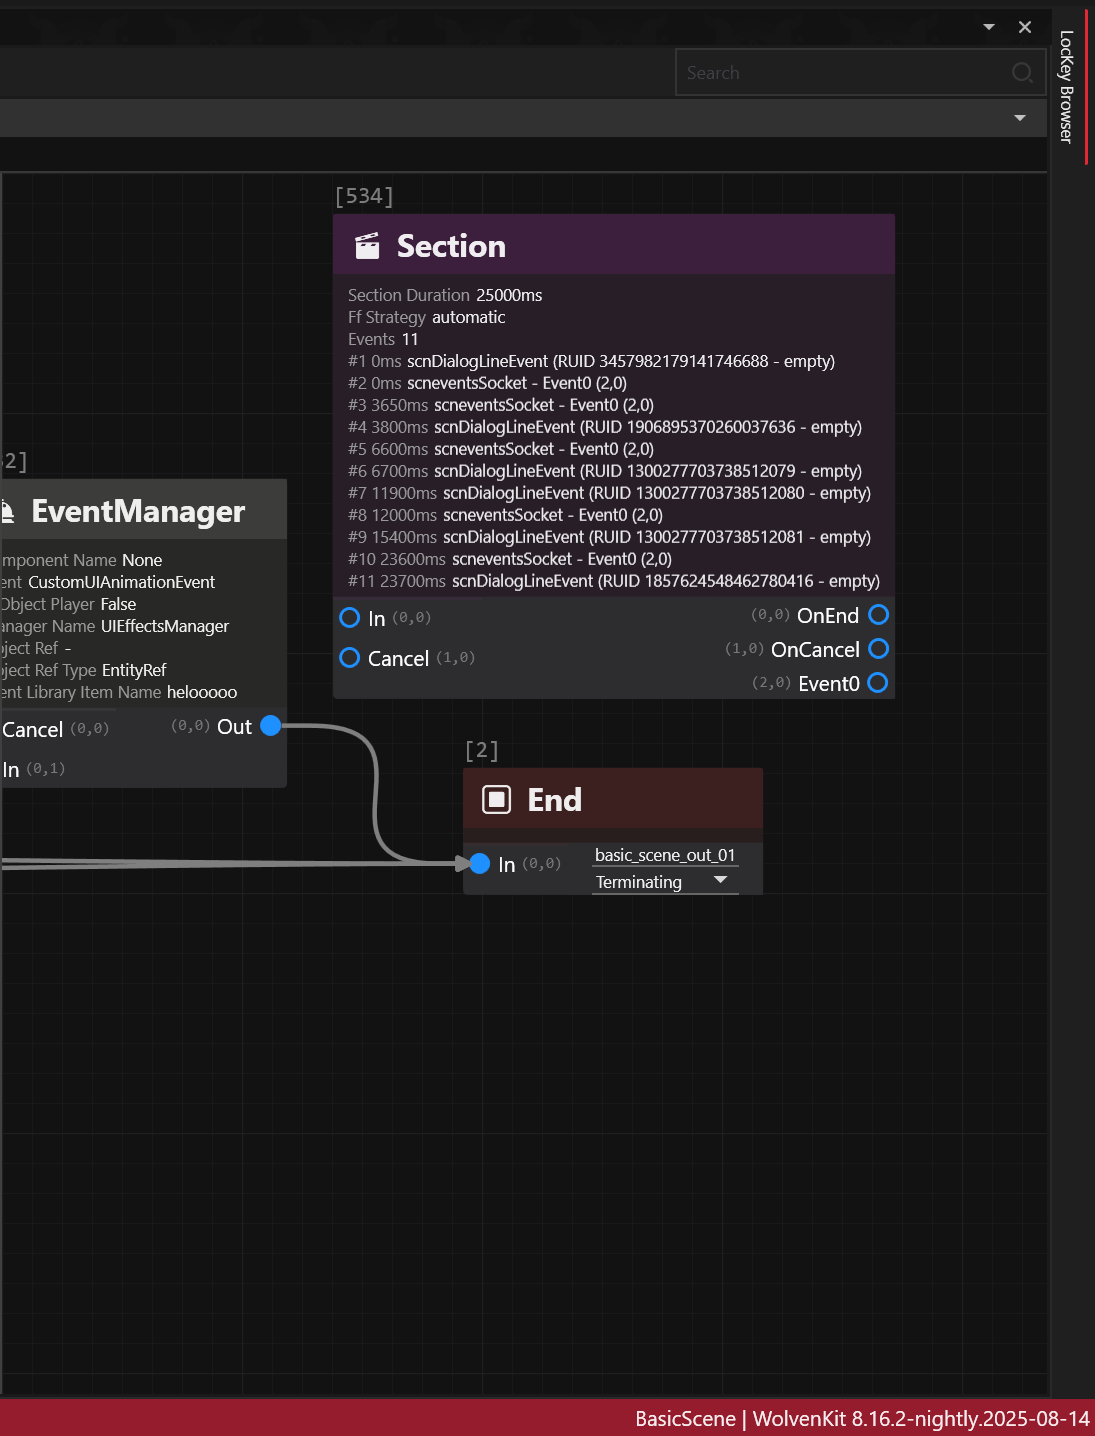 Search
LocKey Browser
[534]
Section
Section Duration 25000ms
Ff Strategy automatic
Events 11
#1 0ms scnDialogLineEvent (RUID 3457982179141746688 - empty)
#2 0ms scneventsSocket - Event0 (2,0)
#3 3650ms scneventsSocket - Event0 (2,0)
#4 3800ms scnDialogLineEvent (RUID 1906895370260037636 - empty)
#5 6600ms scneventsSocket - Event0 (2,0)
#6 6700ms scnDialogLineEvent (RUID 1300277703738512079 - empty)
#7 11900ms scnDialogLineEvent (RUID 1300277703738512080 - empty)
#8 12000ms scneventsSocket - Event0 (2,0)
#9 15400ms scnDialogLineEvent (RUID 1300277703738512081 - empty)
#10 23600ms scneventsSocket - Event0 (2,0)
#11 23700ms scnDialogLineEvent (RUID 1857624548462780416 - empty)
In (0,0) (0,0) OnEnd
Cancel (1,0) (1,0) OnCancel
(2,0) Event0
2]
EventManager
mponent Name None
ent CustomUIAnimationEvent
Object Player False
anager Name UIEffectsManager
ject Ref -
ject Ref Type EntityRef
ent Library Item Name helooooo
Cancel (0,0) (0,0) Out
In (0,1)
[2]
End
In (0,0) basic_scene_out_01
Terminating
BasicScene | WolvenKit 8.16.2-nightly.2025-08-14